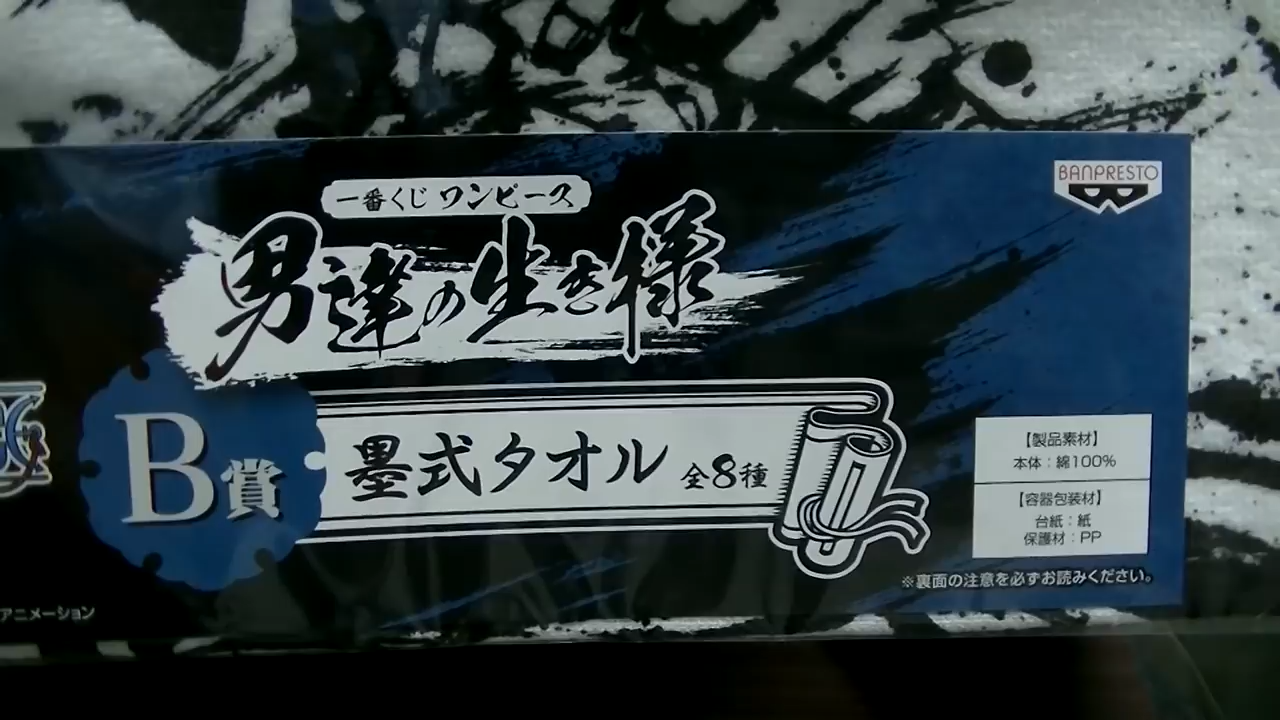 一番くじ ワンピース
男達の生き様
BANPRESTO
B賞
墨式タオル 全8種
【製品素材】
本体：綿100%
【容器包装材】
台紙：紙
保護材：PP
※裏面の注意を必ずお読みください。
アニメーション